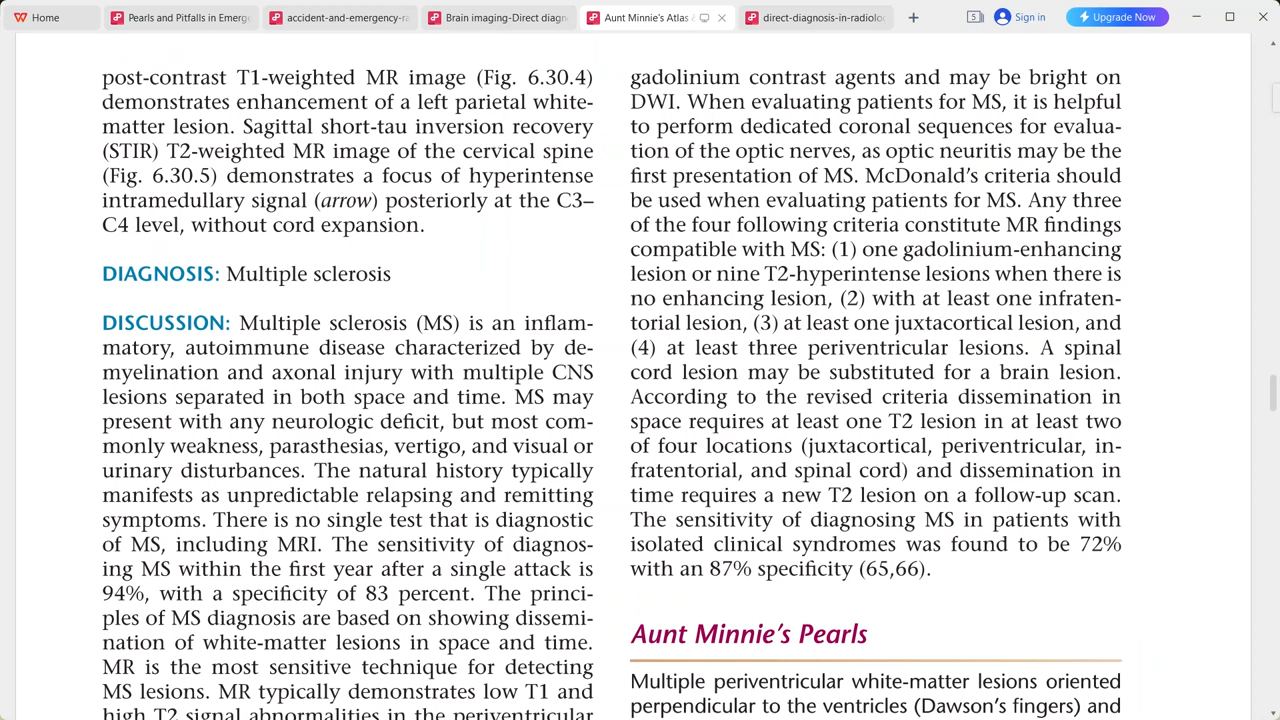 Home
Pearls and Pitfalls in Emerg
accident-and-emergency-ra
Brain imaging-Direct diagn
Aunt Minnie's Atlas &
direct-diagnosis-in-radiolo
5
Sign in
Upgrade Now
post-contrast T1-weighted MR image (Fig. 6.30.4)
demonstrates enhancement of a left parietal white-
matter lesion. Sagittal short-tau inversion recovery
(STIR) T2-weighted MR image of the cervical spine
(Fig. 6.30.5) demonstrates a focus of hyperintense
intramedullary signal (arrow) posteriorly at the C3–
C4 level, without cord expansion.
DIAGNOSIS: Multiple sclerosis
DISCUSSION: Multiple sclerosis (MS) is an inflam-
matory, autoimmune disease characterized by de-
myelination and axonal injury with multiple CNS
lesions separated in both space and time. MS may
present with any neurologic deficit, but most com-
monly weakness, parasthesias, vertigo, and visual or
urinary disturbances. The natural history typically
manifests as unpredictable relapsing and remitting
symptoms. There is no single test that is diagnostic
of MS, including MRI. The sensitivity of diagnos-
ing MS within the first year after a single attack is
94%, with a specificity of 83 percent. The princi-
ples of MS diagnosis are based on showing dissemi-
nation of white-matter lesions in space and time.
MR is the most sensitive technique for detecting
MS lesions. MR typically demonstrates low T1 and
high T2 signal abnormalities in the periventricular
gadolinium contrast agents and may be bright on
DWI. When evaluating patients for MS, it is helpful
to perform dedicated coronal sequences for evalua-
tion of the optic nerves, as optic neuritis may be the
first presentation of MS. McDonald's criteria should
be used when evaluating patients for MS. Any three
of the four following criteria constitute MR findings
compatible with MS: (1) one gadolinium-enhancing
lesion or nine T2-hyperintense lesions when there is
no enhancing lesion, (2) with at least one infraten-
torial lesion, (3) at least one juxtacortical lesion, and
(4) at least three periventricular lesions. A spinal
cord lesion may be substituted for a brain lesion.
According to the revised criteria dissemination in
space requires at least one T2 lesion in at least two
of four locations (juxtacortical, periventricular, in-
fratentorial, and spinal cord) and dissemination in
time requires a new T2 lesion on a follow-up scan.
The sensitivity of diagnosing MS in patients with
isolated clinical syndromes was found to be 72%
with an 87% specificity (65,66).
Aunt Minnie's Pearls
Multiple periventricular white-matter lesions oriented
perpendicular to the ventricles (Dawson's fingers) and